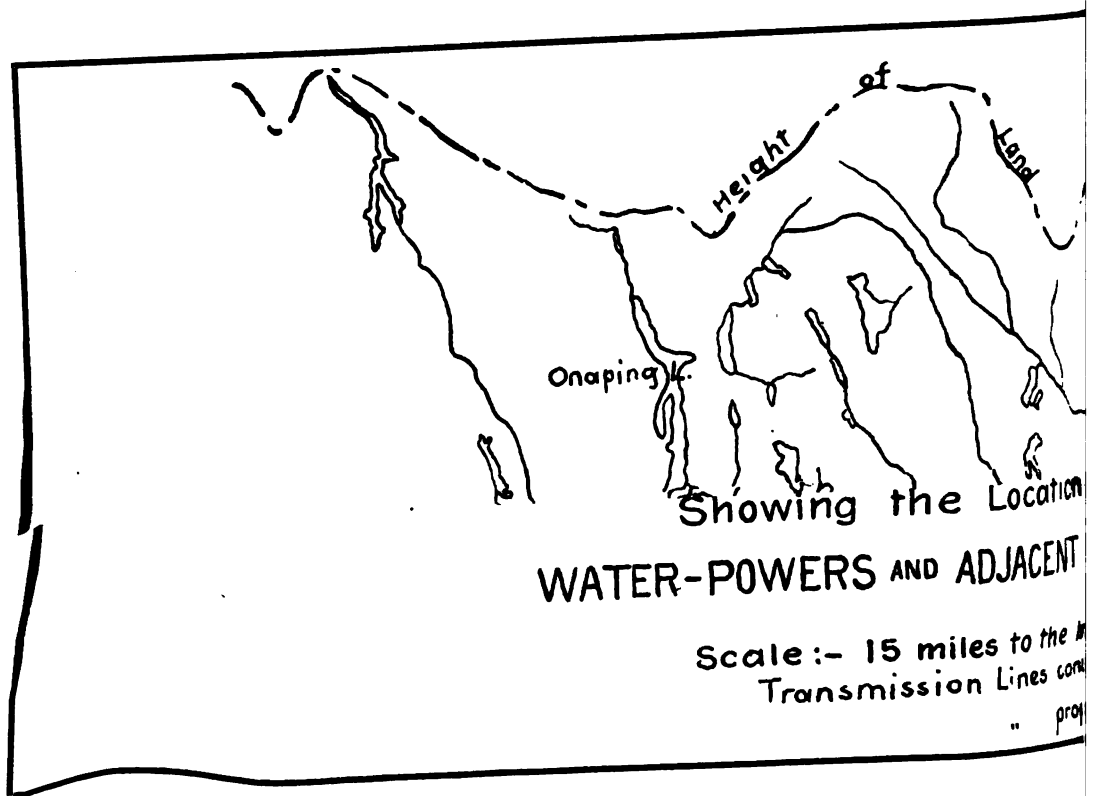 Height of Land
Onaping L.
Showing the Location
WATER-POWERS AND ADJACENT
Scale:- 15 miles to the
Transmission Lines
"